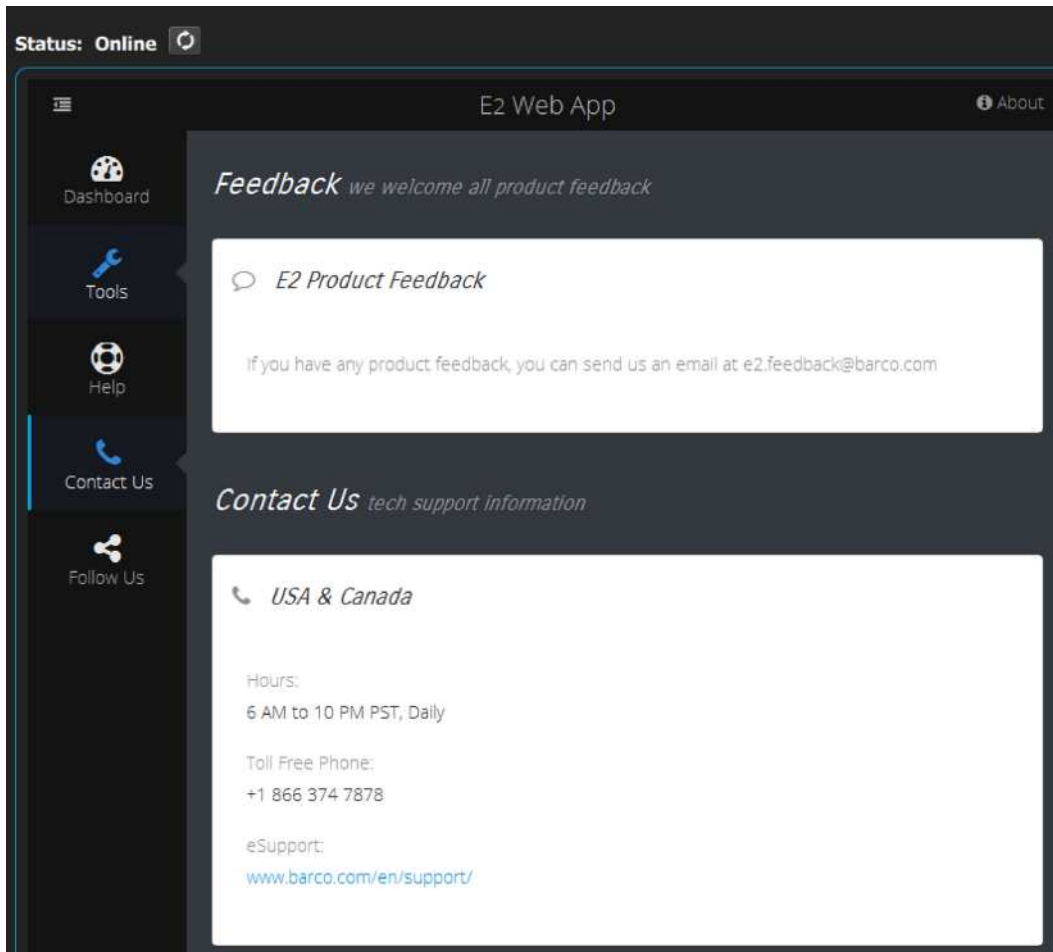 Status: Online
E2 Web App
About
Dashboard
Tools
Help
Contact Us
Follow Us
Feedback we welcome all product feedback
E2 Product Feedback
If you have any product feedback, you can send us an email at e2.feedback@barco.com
Contact Us tech support information
USA & Canada
Hours:
6 AM to 10 PM PST, Daily
Toll Free Phone:
+1 866 374 7878
eSupport:
www.barco.com/en/support/